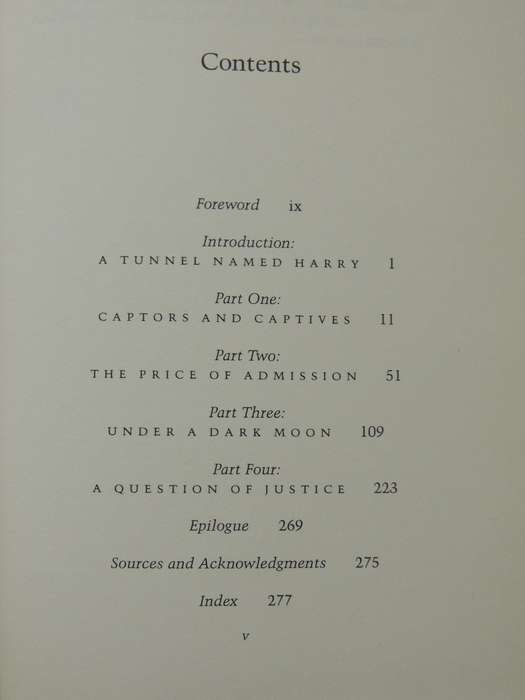 Contents
Foreword ix
Introduction:
A TUNNEL NAMED HARRY 1
Part One:
CAPTORS AND CAPTIVES 11
Part Two:
THE PRICE OF ADMISSION 51
Part Three:
UNDER A DARK MOON 109
Part Four:
A QUESTION OF JUSTICE 223
Epilogue 269
Sources and Acknowledgments 275
Index 277
v